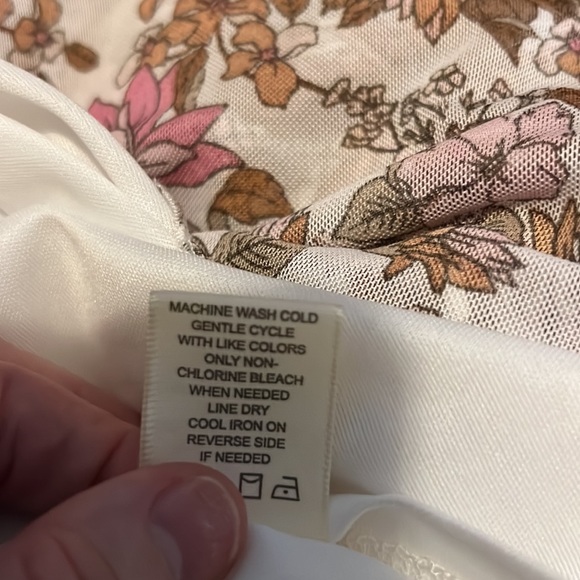 MACHINE WASH COLD
GENTLE CYCLE
WITH LIKE COLORS
ONLY NON-
CHLORINE BLEACH
WHEN NEEDED
LINE DRY
COOL IRON ON
REVERSE SIDE
IF NEEDED